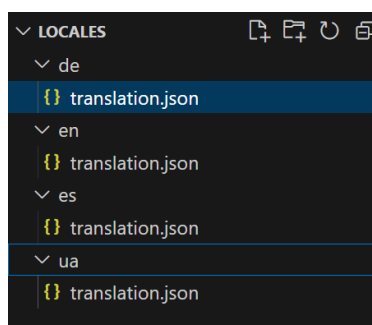 LOCALES
de
{} translation.json
en
{} translation.json
es
{} translation.json
ua
{} translation.json